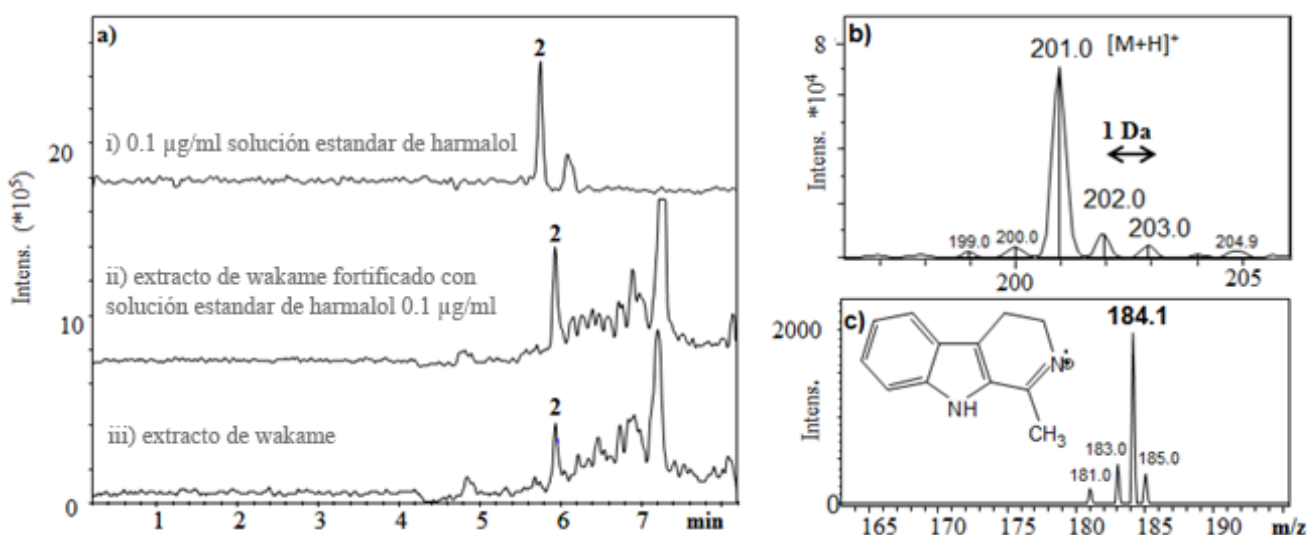 a)
2
i) 0.1 µg/ml solución estandar de harmalol
20
Intens. (*10⁵)
2
ii) extracto de wakame fortificado con
solución estandar de harmalol 0.1 µg/ml
10
2
iii) extracto de wakame
0
1 2 3 4 5 6 7 min
b)
8
201.0 [M+H]⁺
Intens. *10⁴
1 Da
202.0
203.0
199.0 200.0 204.9
200 205
c)
184.1
2000
Intens.
N
NH
CH₃
183.0
181.0 185.0
0
165 170 175 180 185 190 m/z